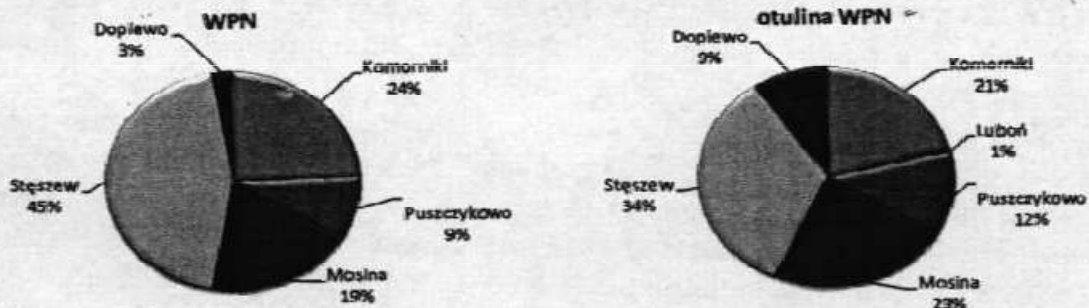 WPN
Dopiewo
3%
Komorniki
24%
Puszczykowo
9%
Mosina
19%
Stęszew
45%
otulina WPN
Dopiewo
9%
Komorniki
21%
Luboń
1%
Puszczykowo
12%
Mosina
23%
Stęszew
34%